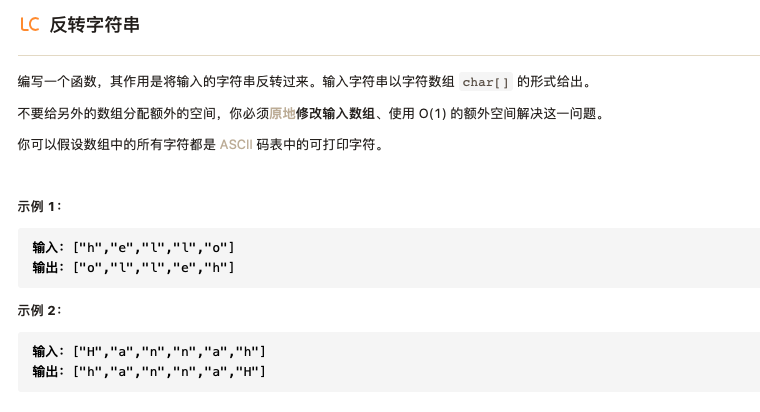 LC 反转字符串
编写一个函数，其作用是将输入的字符串反转过来。输入字符串以字符数组 char[] 的形式给出。
不要给另外的数组分配额外的空间，你必须原地修改输入数组、使用 O(1) 的额外空间解决这一问题。
你可以假设数组中的所有字符都是 ASCII 码表中的可打印字符。
示例 1：
输入：["h","e","l","l","o"]
输出：["o","l","l","e","h"]
示例 2：
输入：["H","a","n","n","a","h"]
输出：["h","a","n","n","a","H"]